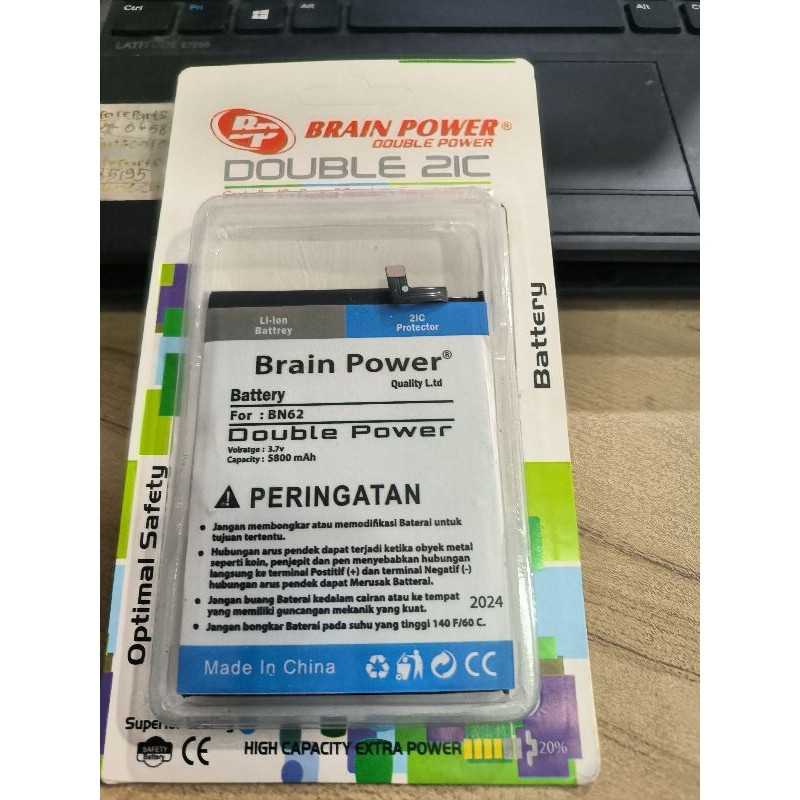 Ctrl
Fn
Alt
LATITUDE E7250
BRAIN POWER®
DOUBLE POWER
DOUBLE 2IC
Li-Ion
Battrey
2IC
Protector
Brain Power®
Quality L.td
Battery
For : BN62
Double Power
Volratge : 3.7v
Capacity : 5800 mAh
PERINGATAN
• Jangan membongkar atau memodifikasi Baterai untuk
tujuan tertentu.
• Hubungan arus pendek dapat terjadi ketika obyek metal
seperti koin, penjepit dan pen menyebabkan hubungan
langsung ke terminal Postitif (+) dan terminal Negatif (-)
hubungan arus pendek dapat Merusak Batterai.
• Jangan buang Baterai kedalam cairan atau ke tempat
yang memiliki guncangan mekanik yang kuat.
2024
• Jangan bongkar Baterai pada suhu yang tinggi 140 F/60 C.
Made In China
CC
Optimal Safety
Battery
SAFETY
Battery
CE
HIGH CAPACITY EXTRA POWER
20%